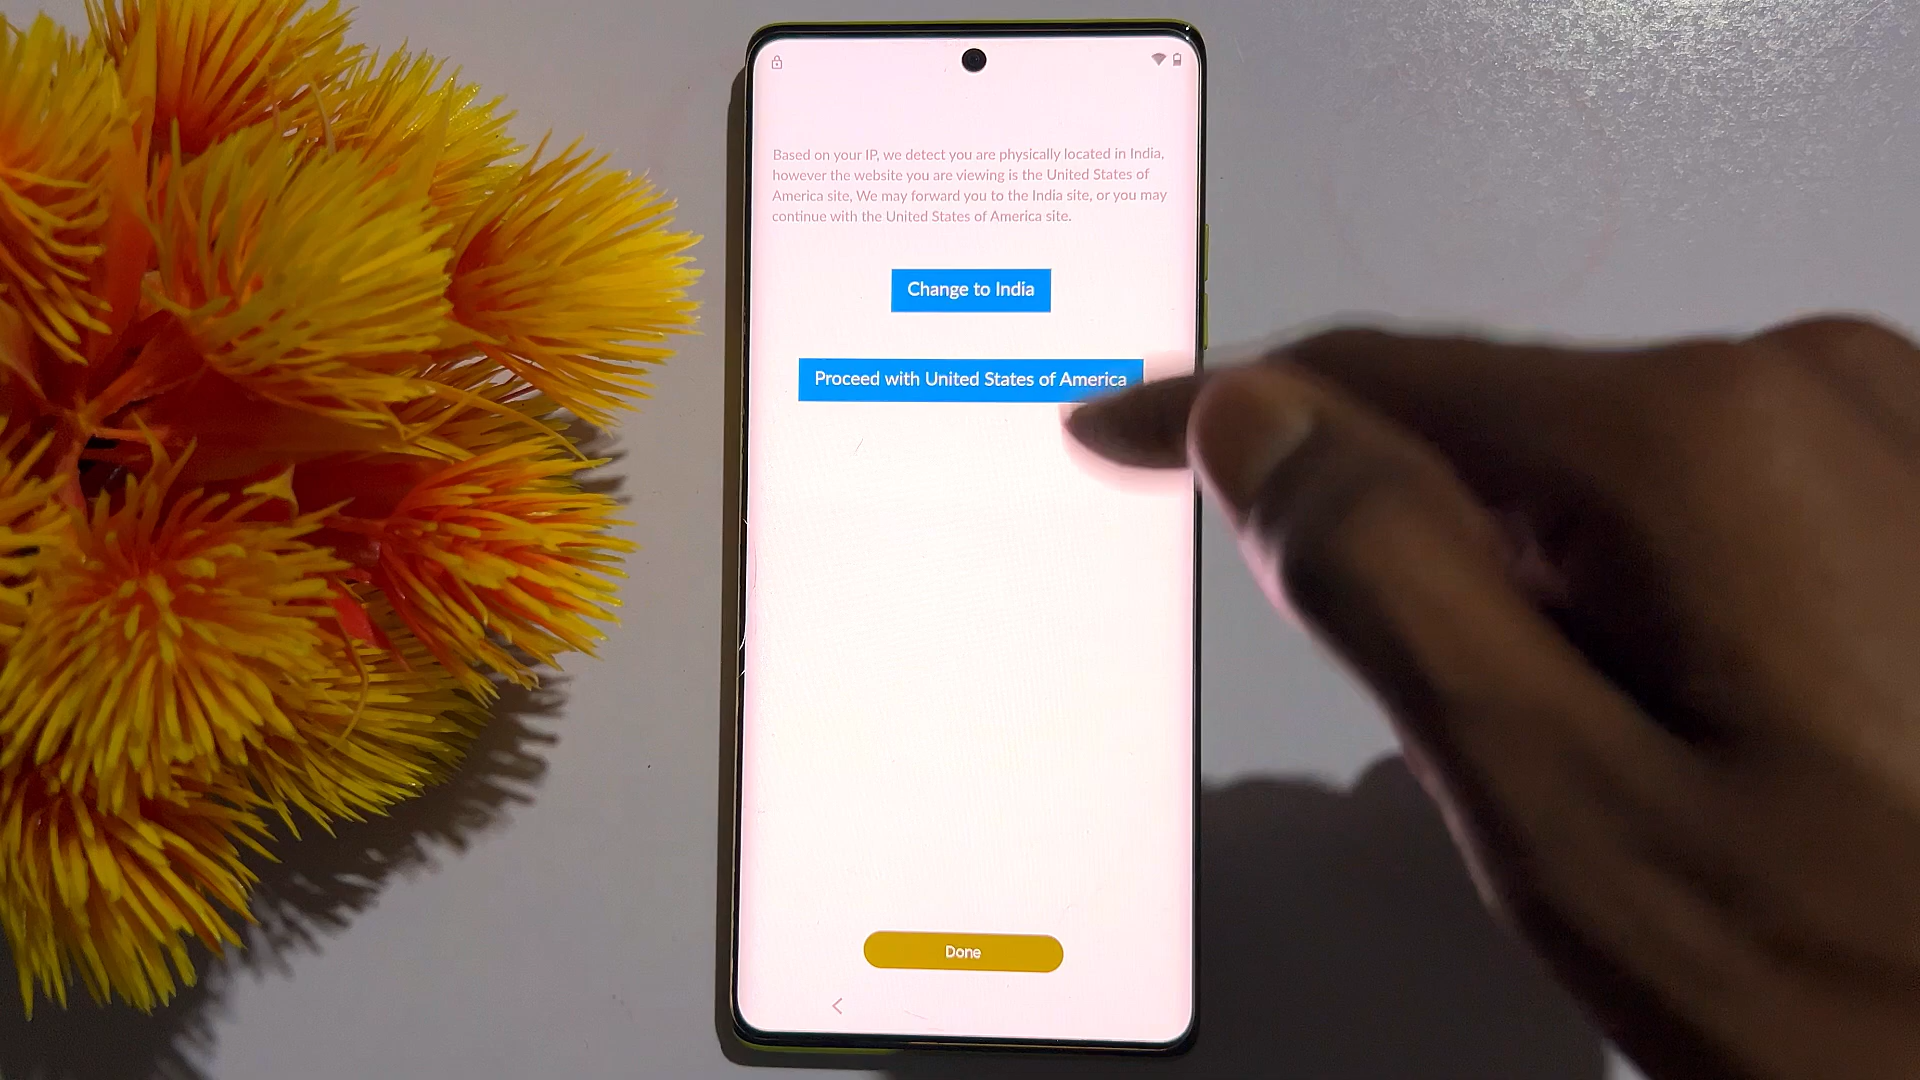 Based on your IP, we detect you are physically located in India,
however the website you are viewing is the United States of
America site, We may forward you to the India site, or you may
continue with the United States of America site.
Change to India
Proceed with United States of America
Done